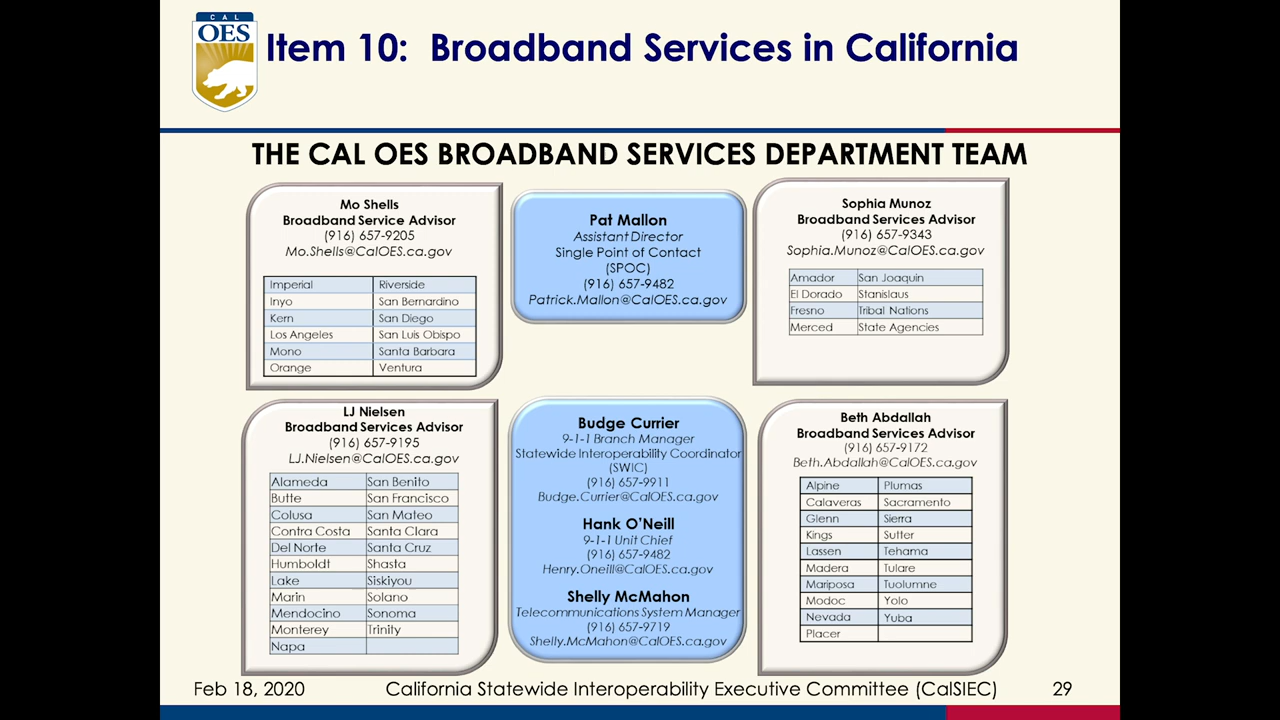 CAL
OES
Item 10: Broadband Services in California
THE CAL OES BROADBAND SERVICES DEPARTMENT TEAM
Mo Shells
Broadband Service Advisor
(916) 657-9205
Mo.Shells@CalOES.ca.gov
Imperial Riverside
Inyo San Bernardino
Kern San Diego
Los Angeles San Luis Obispo
Mono Santa Barbara
Orange Ventura
Pat Mallon
Assistant Director
Single Point of Contact
(SPOC)
(916) 657-9482
Patrick.Mallon@CalOES.ca.gov
Sophia Munoz
Broadband Services Advisor
(916) 657-9343
Sophia.Munoz@CalOES.ca.gov
Amador San Joaquin
El Dorado Stanislaus
Fresno Tribal Nations
Merced State Agencies
LJ Nielsen
Broadband Services Advisor
(916) 657-9195
LJ.Nielsen@CalOES.ca.gov
Alameda San Benito
Butte San Francisco
Colusa San Mateo
Contra Costa Santa Clara
Del Norte Santa Cruz
Humboldt Shasta
Lake Siskiyou
Marin Solano
Mendocino Sonoma
Monterey Trinity
Napa
Budge Currier
9-1-1 Branch Manager
Statewide Interoperability Coordinator
(SWIC)
(916) 657-9911
Budge.Currier@CalOES.ca.gov
Hank O'Neill
9-1-1 Unit Chief
(916) 657-9482
Henry.Oneill@CalOES.ca.gov
Shelly McMahon
Telecommunications System Manager
(916) 657-9719
Shelly.McMahon@CalOES.ca.gov
Beth Abdallah
Broadband Services Advisor
(916) 657-9172
Beth.Abdallah@CalOES.ca.gov
Alpine Plumas
Calaveras Sacramento
Glenn Sierra
Kings Sutter
Lassen Tehama
Madera Tulare
Mariposa Tuolumne
Modoc Yolo
Nevada Yuba
Placer
Feb 18, 2020 California Statewide Interoperability Executive Committee (CalSIEC) 29